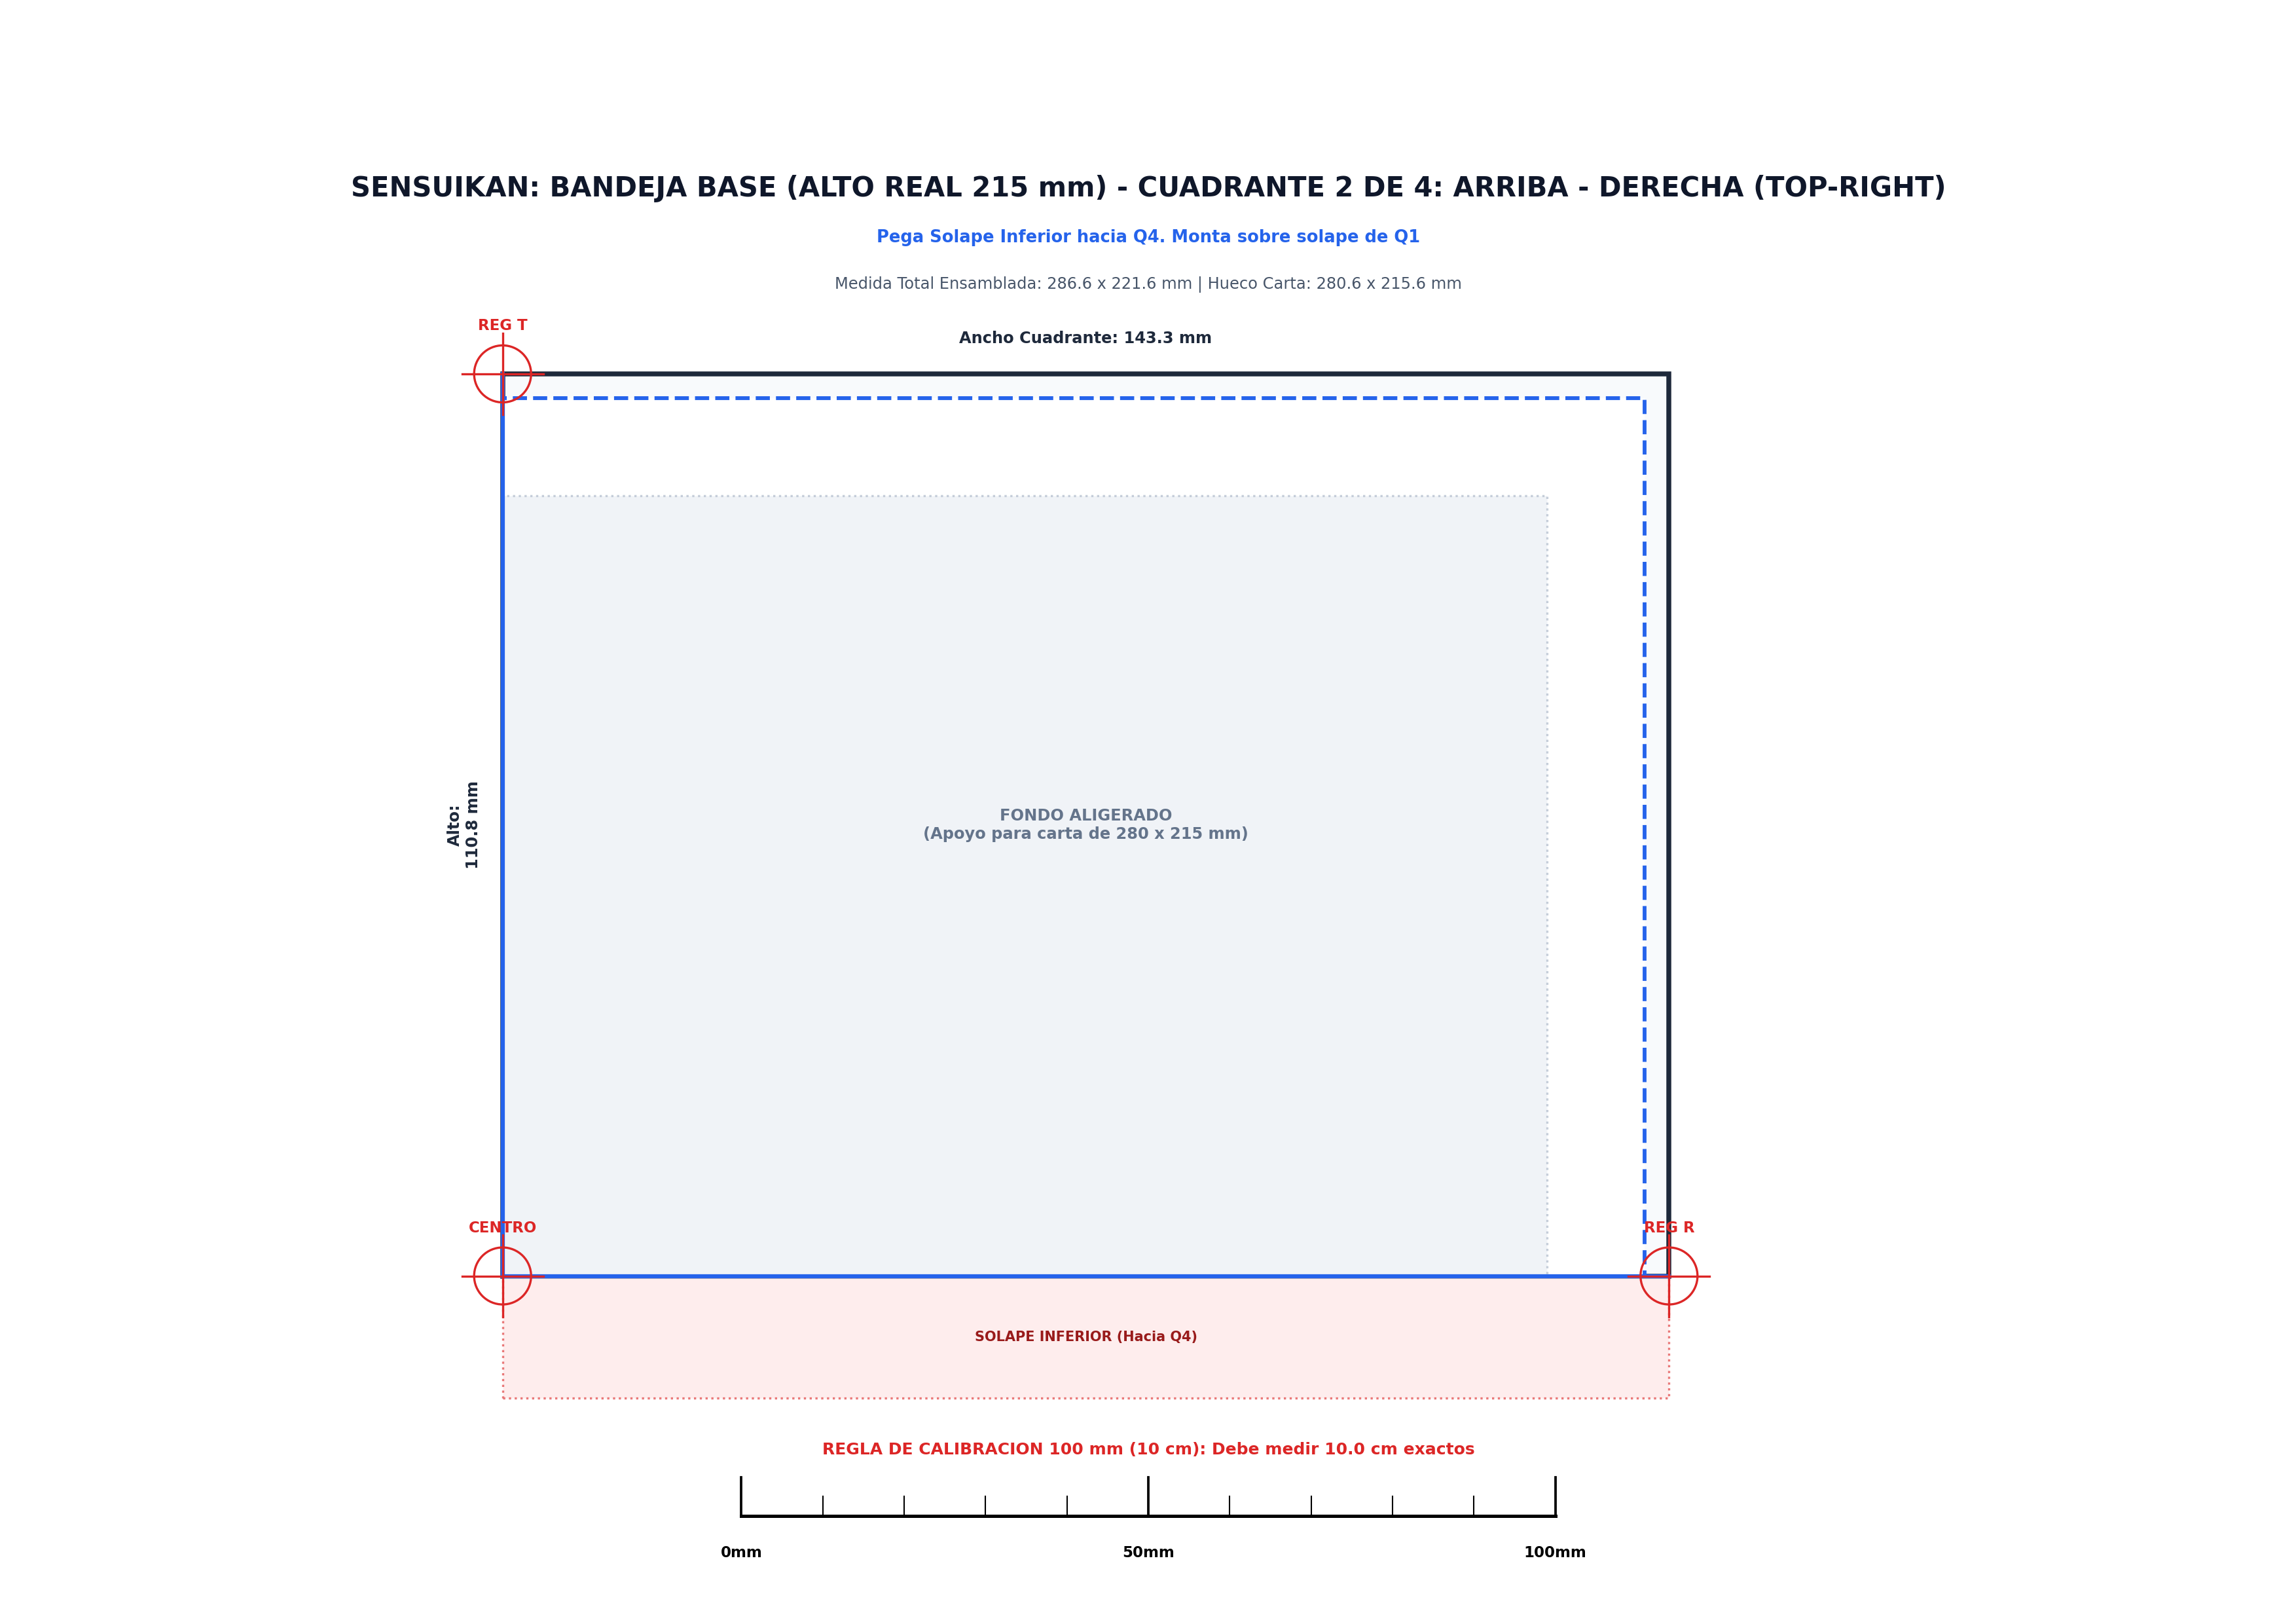 SENSUIKAN: BANDEJA BASE (ALTO REAL 215 mm) - CUADRANTE 2 DE 4: ARRIBA - DERECHA (TOP-RIGHT)
Pega Solape Inferior hacia Q4. Monta sobre solape de Q1
Medida Total Ensamblada: 286.6 x 221.6 mm | Hueco Carta: 280.6 x 215.6 mm
REG T
Ancho Cuadrante: 143.3 mm
Alto:
110.8 mm
FONDO ALIGERADO
(Apoyo para carta de 280 x 215 mm)
CENTRO
REG R
SOLAPE INFERIOR (Hacia Q4)
REGLA DE CALIBRACION 100 mm (10 cm): Debe medir 10.0 cm exactos
0mm
50mm
100mm